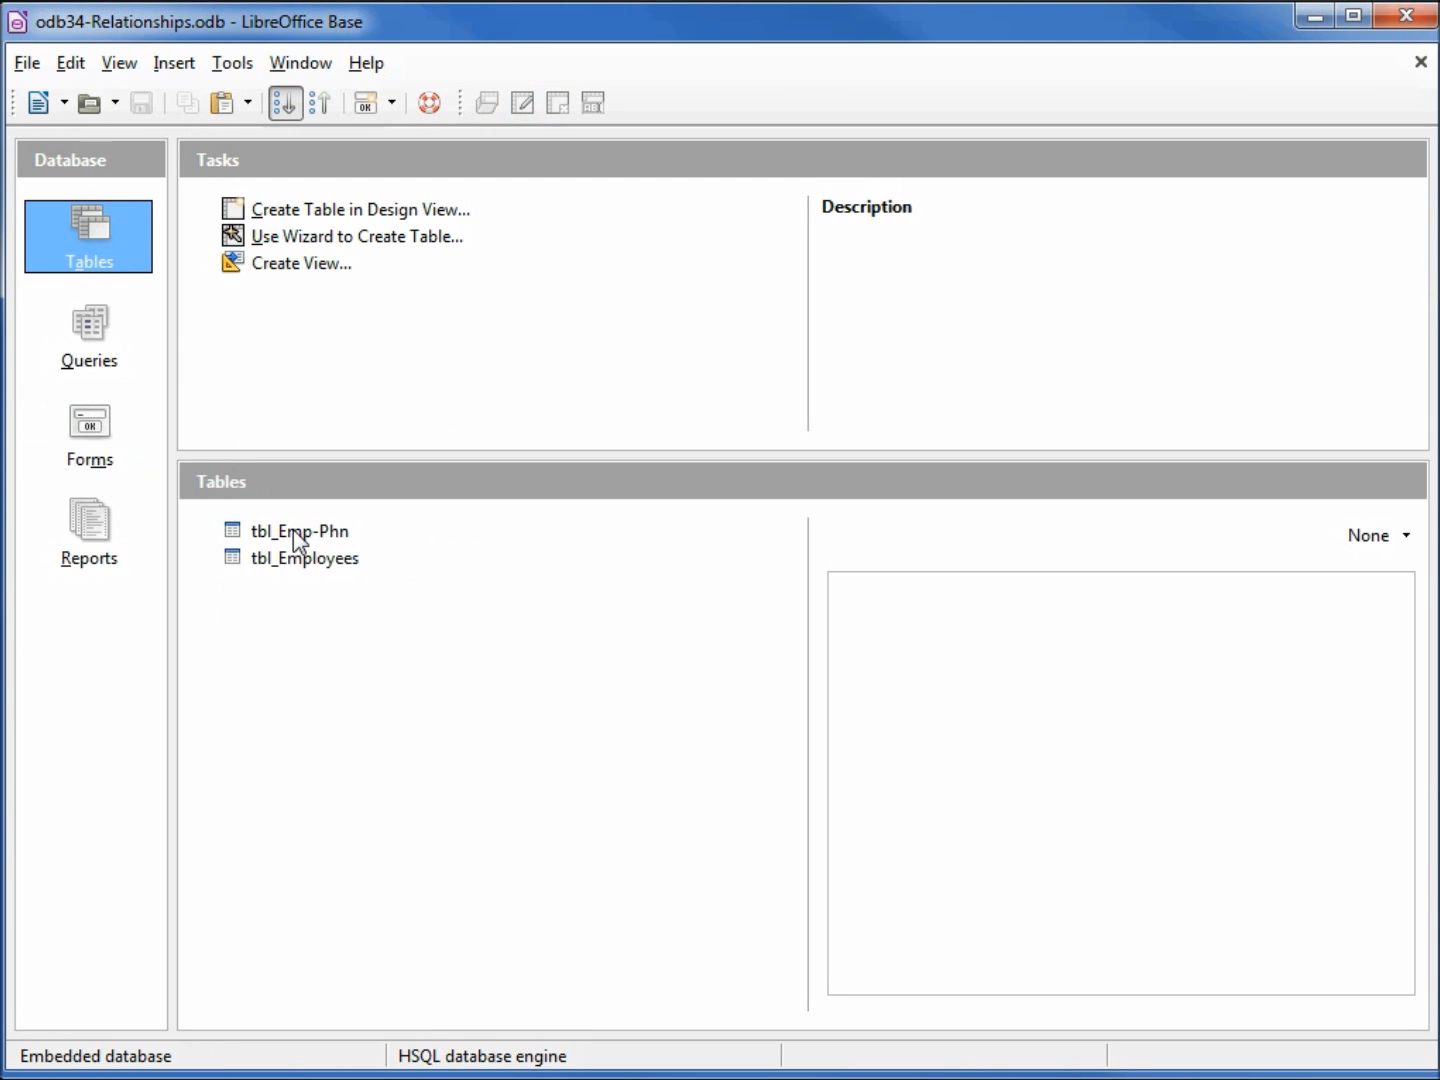 odb34-Relationships.odb - LibreOffice Base
File Edit View Insert Tools Window Help
Database
Tasks
Tables
Queries
Forms
Reports
Create Table in Design View...
Use Wizard to Create Table...
Create View...
Description
Tables
tbl_Emp-Phn
tbl_Employees
None
Embedded database
HSQL database engine